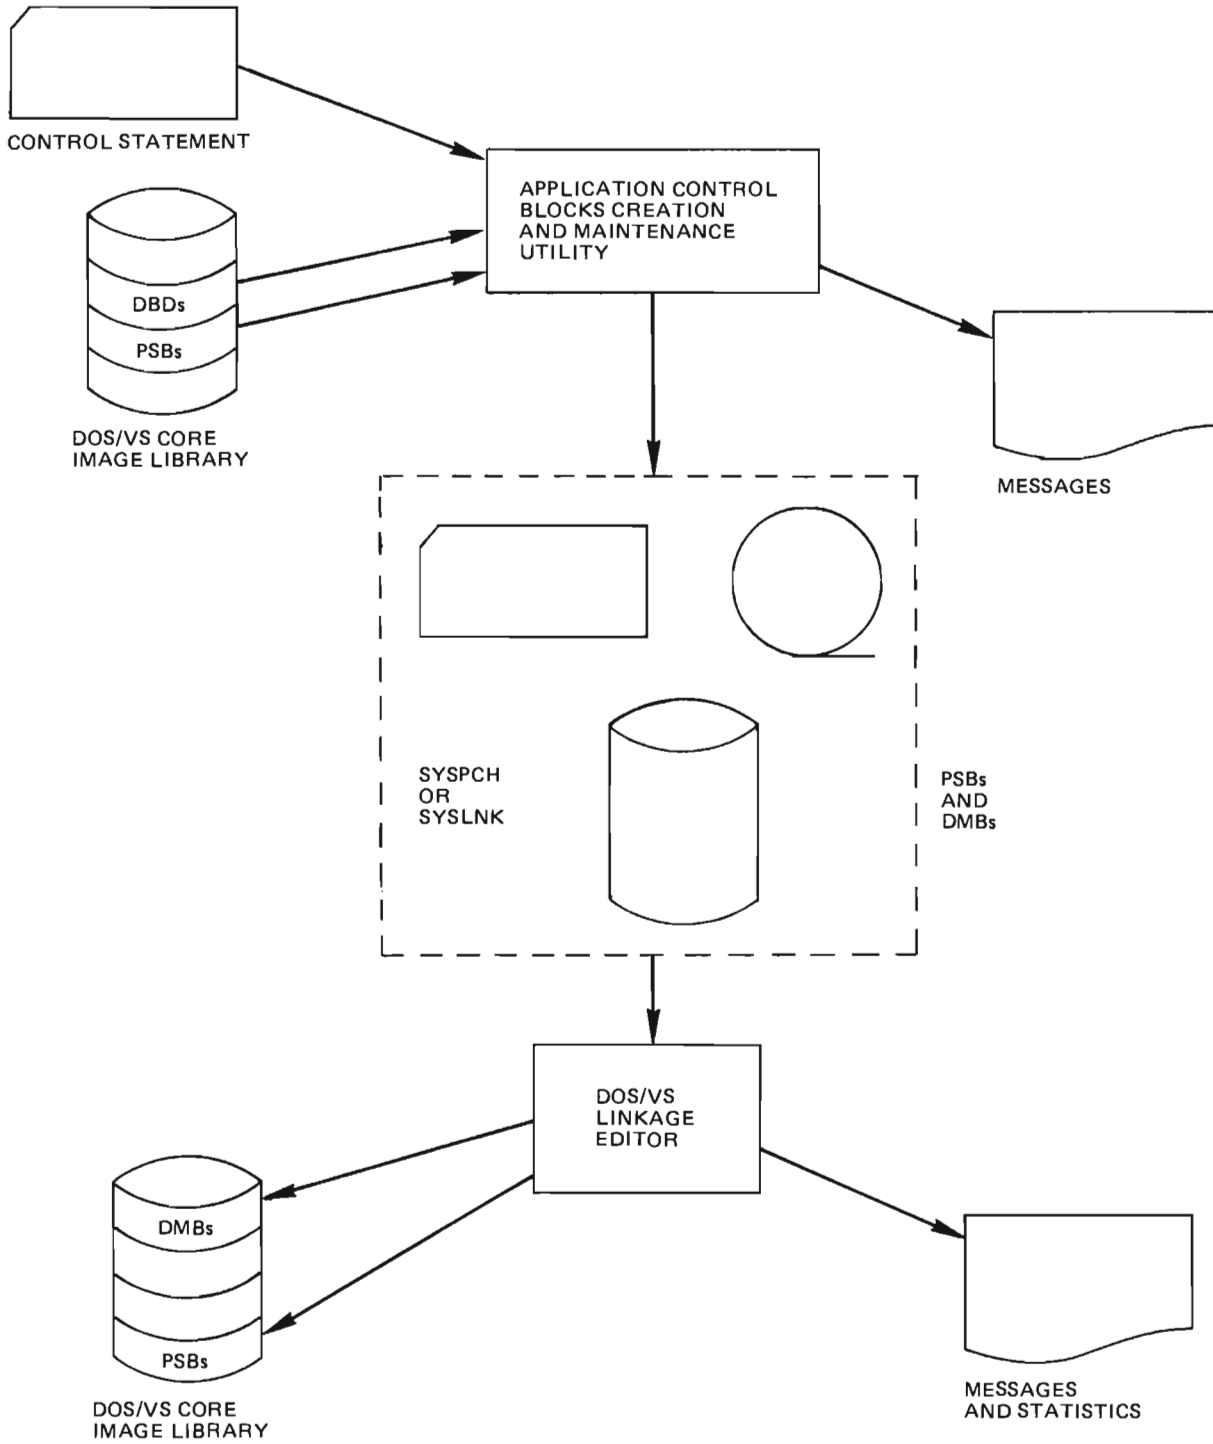 CONTROL STATEMENT
APPLICATION CONTROL
BLOCKS CREATION
AND MAINTENANCE
UTILITY
DBDs
PSBs
DOS/VS CORE
IMAGE LIBRARY
MESSAGES
SYSPCH
OR
SYSLNK
PSBs
AND
DMBs
DOS/VS
LINKAGE
EDITOR
DMBs
PSBs
DOS/VS CORE
IMAGE LIBRARY
MESSAGES
AND STATISTICS